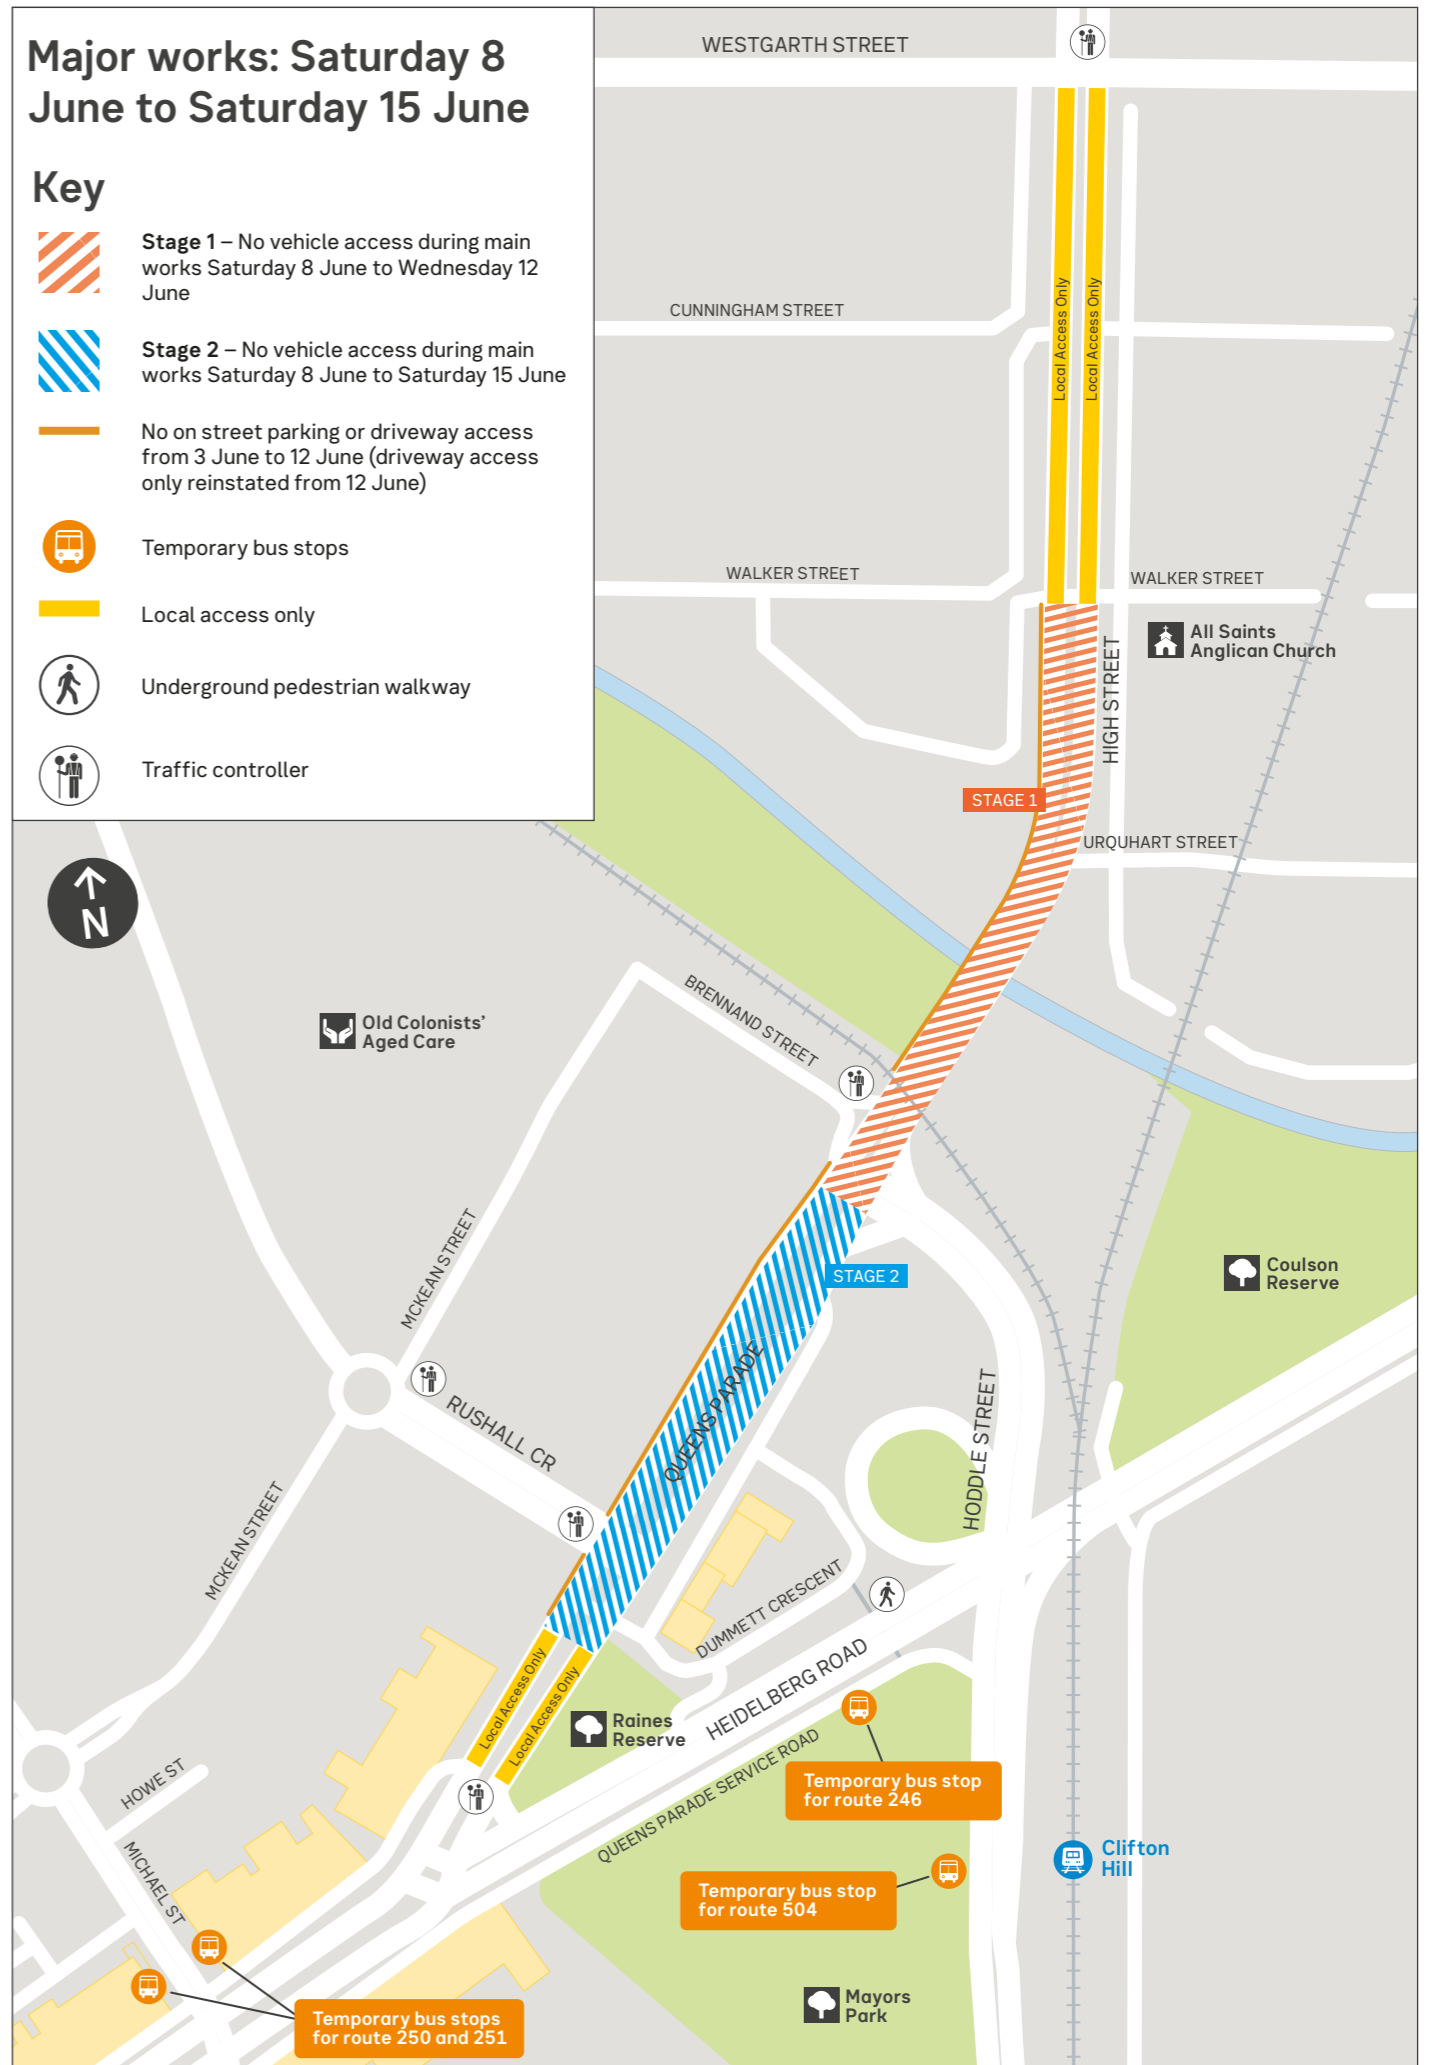 Major works: Saturday 8
June to Saturday 15 June
Key
Stage 1 – No vehicle access during main
works Saturday 8 June to Wednesday 12
June
Stage 2 – No vehicle access during main
works Saturday 8 June to Saturday 15 June
No on street parking or driveway access
from 3 June to 12 June (driveway access
only reinstated from 12 June)
Temporary bus stops
Local access only
Underground pedestrian walkway
Traffic controller
N
WESTGARTH STREET
CUNNINGHAM STREET
Local Access Only
Local Access Only
WALKER STREET
WALKER STREET
All Saints
Anglican Church
HIGH STREET
STAGE 1
URQUHART STREET
BRENNAND STREET
Old Colonists'
Aged Care
MCKEAN STREET
STAGE 2
Coulson
Reserve
QUEENS PARADE
RUSHALL CR
HODDLE STREET
MCKEAN STREET
DUMMETT CRESCENT
HEIDELBERG ROAD
Local Access Only
Local Access Only
Raines
Reserve
QUEENS PARADE SERVICE ROAD
Temporary bus stop
for route 246
HOWE ST
MICHAEL ST
Clifton
Hill
Temporary bus stop
for route 504
Mayors
Park
Temporary bus stops
for route 250 and 251